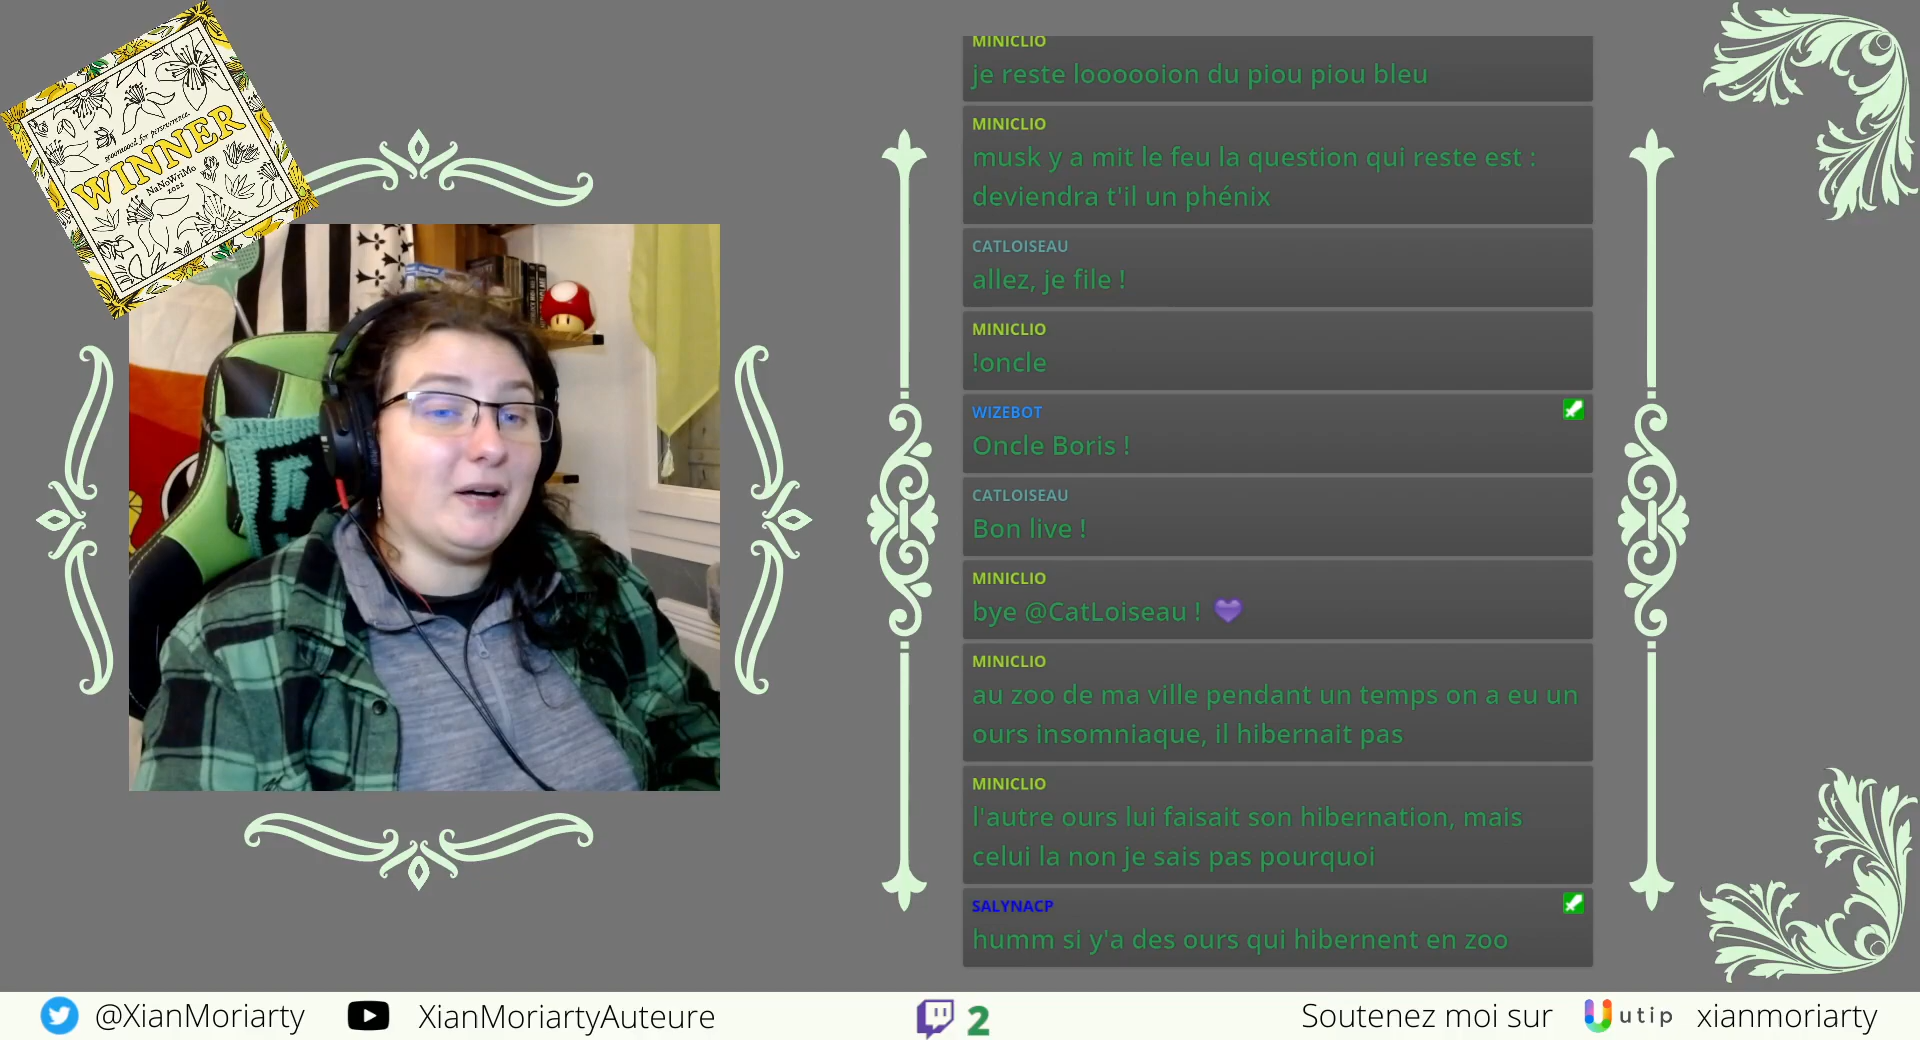 Griommsed for perseverance.
WINNER
NaNoWriMo
2022
MINICLIO
je reste loooooion du piou piou bleu
MINICLIO
musk y a mit le feu la question qui reste est :
deviendra t'il un phénix
CATLOISEAU
allez, je file !
MINICLIO
!oncle
WIZEBOT
Oncle Boris !
CATLOISEAU
Bon live !
MINICLIO
bye @CatLoiseau ! 💜
MINICLIO
au zoo de ma ville pendant un temps on a eu un
ours insomniaque, il hibernait pas
MINICLIO
l'autre ours lui faisait son hibernation, mais
celui la non je sais pas pourquoi
SALYNACP
humm si y'a des ours qui hibernent en zoo
@XianMoriarty
XianMoriartyAuteure
2
Soutenez moi sur
utip
xianmoriarty